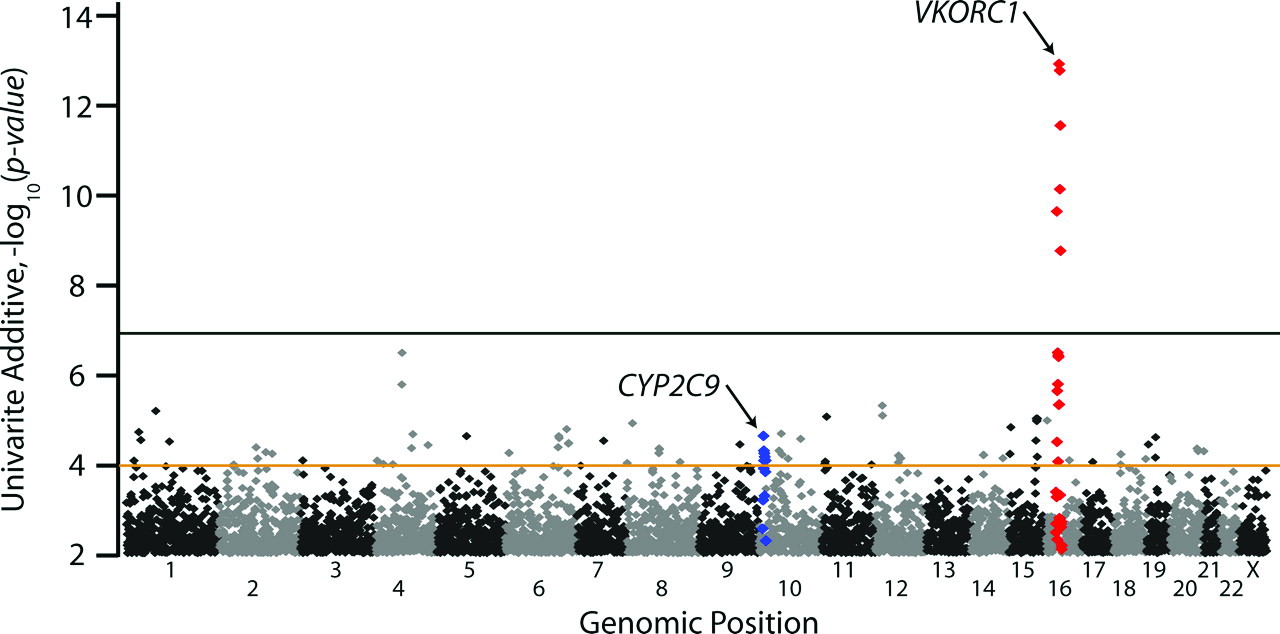 Univarite Additive, -log10(p-value)
14
12
10
8
6
4
2
VKORC1
CYP2C9
1 3 5 7 9 11 13 15 17 19 21 X
2 4 6 8 10 12 14 16 18 20 22
Genomic Position